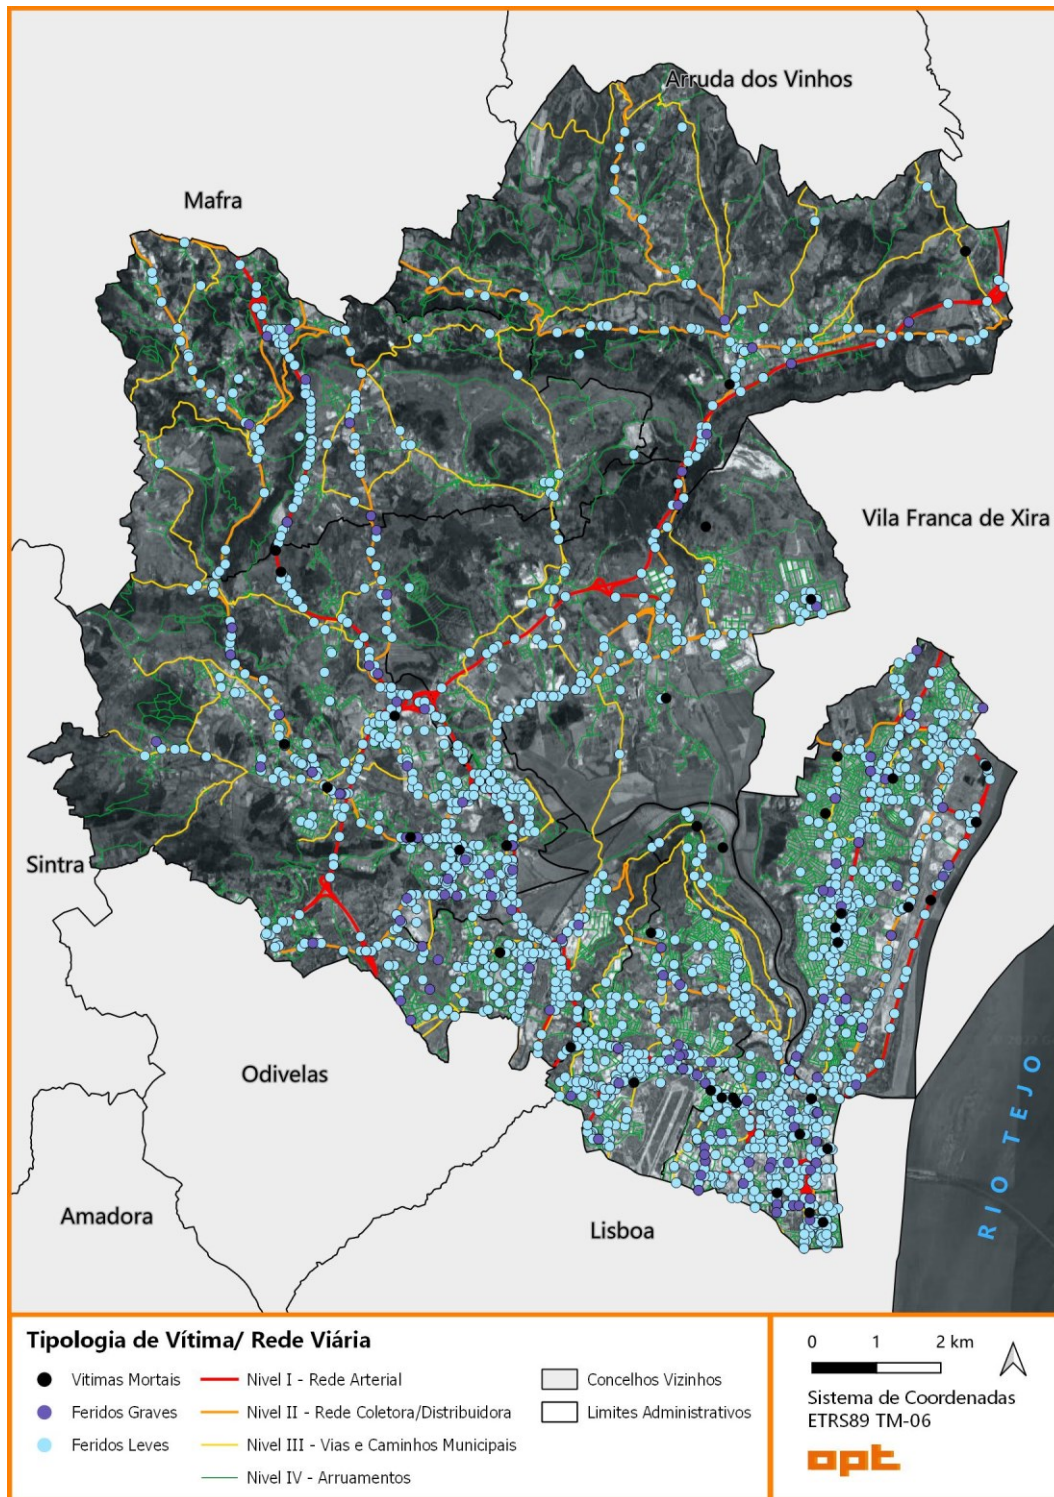 Arruda dos Vinhos
Mafra
Vila Franca de Xira
Sintra
Odivelas
Amadora
Lisboa
RIO TEJO
Tipologia de Vítima/ Rede Viária
Vitimas Mortais
Feridos Graves
Feridos Leves
Nivel I - Rede Arterial
Nivel II - Rede Coletora/Distribuidora
Nivel III - Vias e Caminhos Municipais
Nivel IV - Arruamentos
Concelhos Vizinhos
Limites Administrativos
0 1 2 km
Sistema de Coordenadas
ETRS89 TM-06
opt